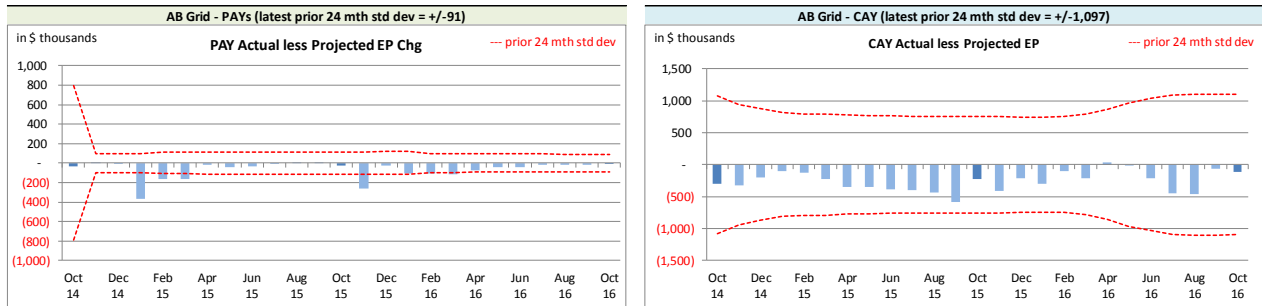 AB Grid - PAYs (latest prior 24 mth std dev = +/-91)
in $ thousands
PAY Actual less Projected EP Chg
--- prior 24 mth std dev
1,000
800
600
400
200
-
(200)
(400)
(600)
(800)
(1,000)
Oct Dec Feb Apr Jun Aug Oct Dec Feb Apr Jun Aug Oct
14 14 15 15 15 15 15 15 16 16 16 16 16
AB Grid - CAY (latest prior 24 mth std dev = +/-1,097)
in $ thousands
CAY Actual less Projected EP
--- prior 24 mth std dev
1,500
1,000
500
-
(500)
(1,000)
(1,500)
Oct Dec Feb Apr Jun Aug Oct Dec Feb Apr Jun Aug Oct
14 14 15 15 15 15 15 15 16 16 16 16 16